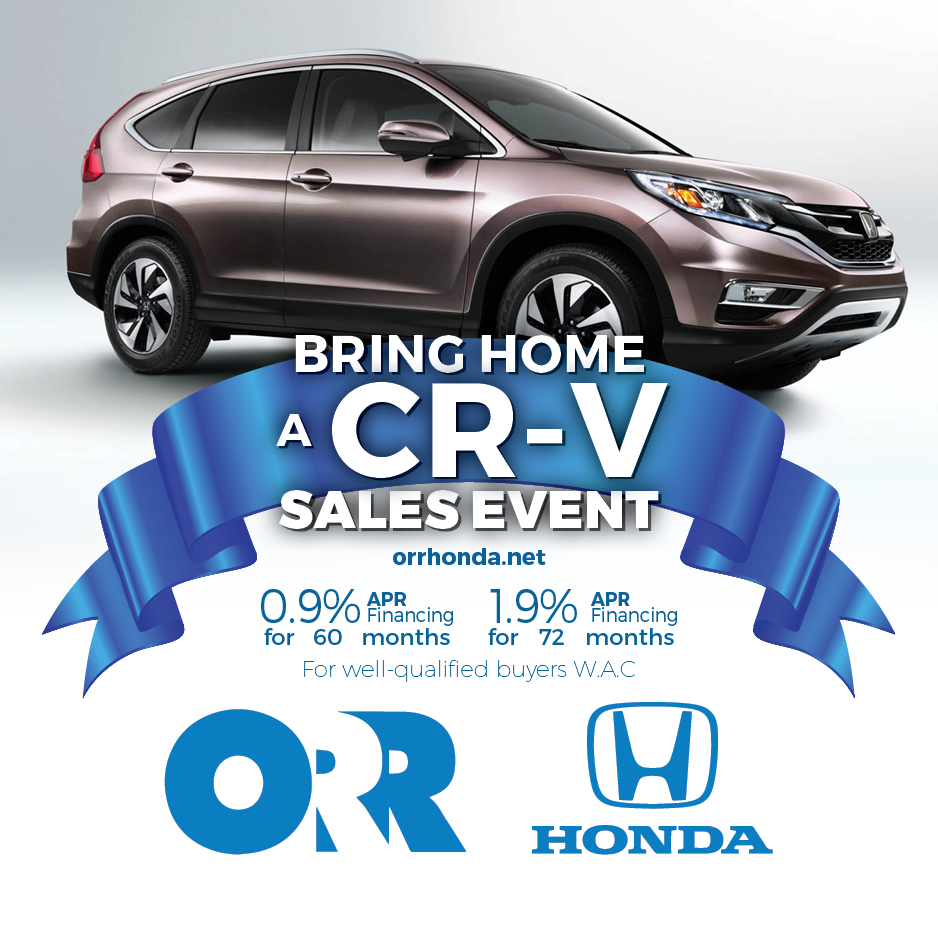 BRING HOME
A CR-V
SALES EVENT
orrhonda.net
0.9% APR Financing for 60 months
1.9% APR Financing for 72 months
For well-qualified buyers W.A.C
ORR
HONDA